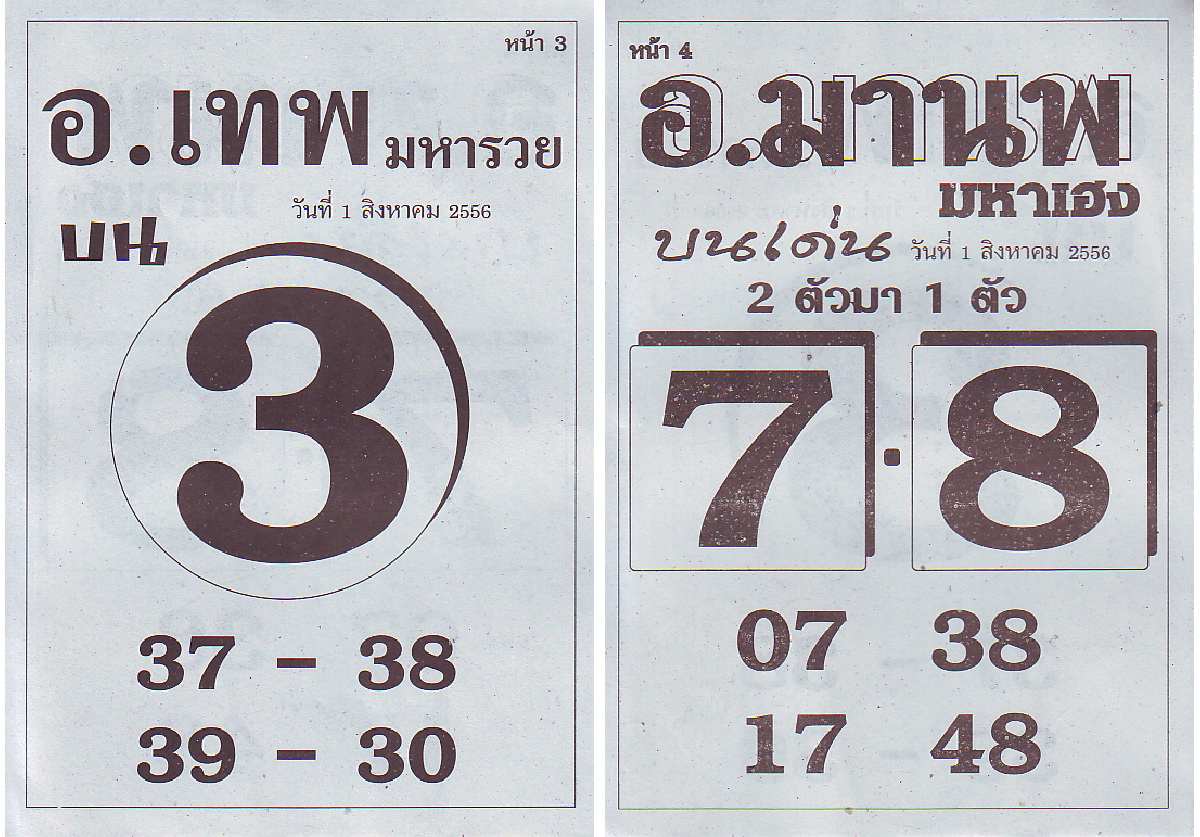 หน้า 3
อ.เทพ มหารวย
วันที่ 1 สิงหาคม 2556
บน
3
37 - 38
39 - 30
หน้า 4
อ.มานพ
มหาเฮง
บนเด่น วันที่ 1 สิงหาคม 2556
2 ตัวมา 1 ตัว
7 . 8
07 38
17 48